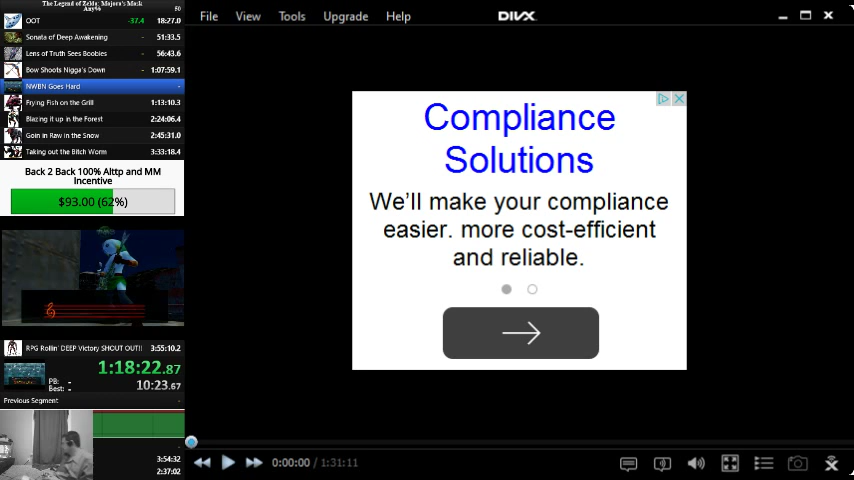 The Legend of Zelda: Majora's Mask
Any% 50
OOT -37.4 18:27.0
Sonata of Deep Awakening - 51:33.5
Lens of Truth Sees Boobies - 56:43.6
Bow Shoots Nigga's Down - 1:07:59.1
NWBN Goes Hard -
Frying Fish on the Grill 1:13:10.3
Blazing it up in the Forest 2:24:06.4
Goin in Raw in the Snow 2:45:31.0
Taking out the Bitch Worm 3:33:18.4
Back 2 Back 100% Alttp and MM
Incentive
$93.00 (62%)
RPG Rollin' DEEP Victory SHOUT OUT!! 3:55:10.2
1:18:22.87
PB: -
Best: -
10:23.67
Previous Segment -
-
3:54:32
2:37:02
File View Tools Upgrade Help
DIVX
Compliance
Solutions
We'll make your compliance
easier. more cost-efficient
and reliable.
0:00:00 / 1:31:11